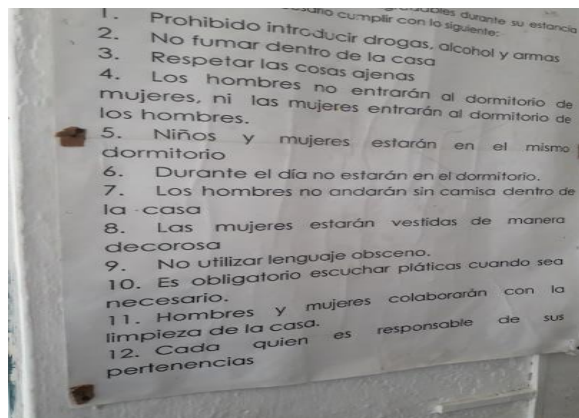 durante su estancia
cumplir con lo siguiente:
1. Prohibido introducir drogas, alcohol y armas
2. No fumar dentro de la casa
3. Respetar las cosas ajenas
4. Los hombres no entrarán al dormitorio de
mujeres, ni las mujeres entrarán al dormitorio de
los hombres.
5. Niños y mujeres estarán en el mismo
dormitorio
6. Durante el día no estarán en el dormitorio.
7. Los hombres no andarán sin camisa dentro de
la casa
8. Las mujeres estarán vestidas de manera
decorosa
9. No utilizar lenguaje obsceno.
10. Es obligatorio escuchar pláticas cuando sea
necesario.
11. Hombres y mujeres colaborarán con la
limpieza de la casa.
12. Cada quien es responsable de sus
pertenencias